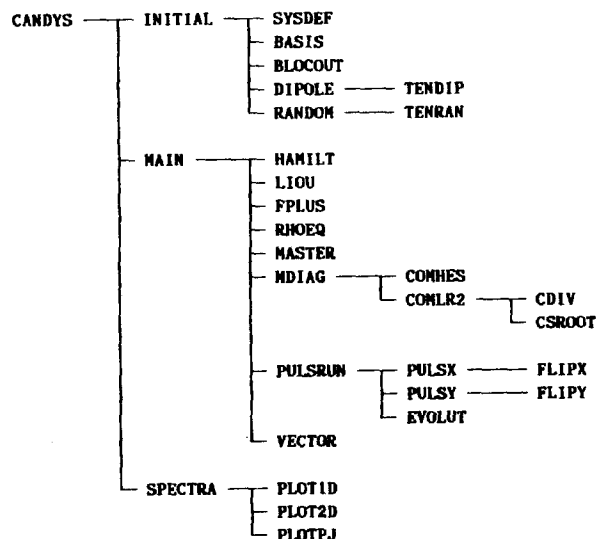 CANDYS INITIAL SYSDEF
BASIS
BLOCOUT
DIPOLE TENDIP
RANDOM TENRAN
MAIN HAMILT
LIOU
FPLUS
RHOEQ
MASTER
MDIAG COMHES
COMLR2 CDIV
CSROOT
PULSRUN PULSX FLIPX
PULSY FLIPY
EVOLUT
VECTOR
SPECTRA PLOT1D
PLOT2D
PLOTPJ